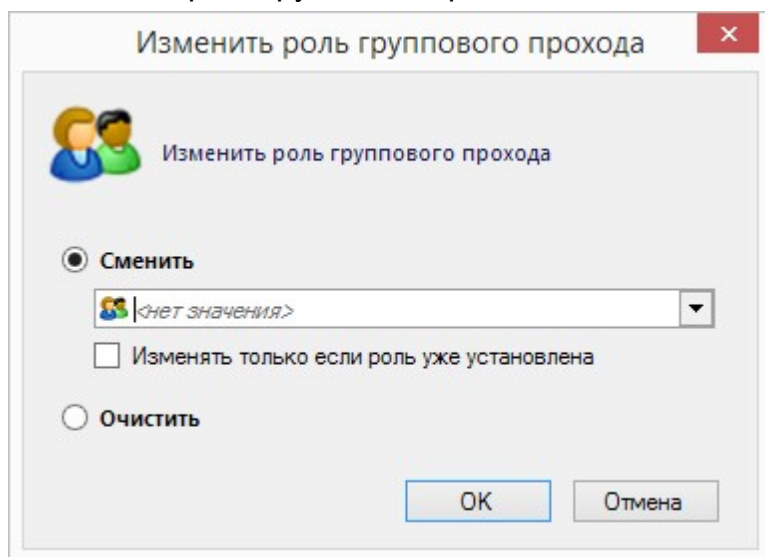 Изменить роль группового прохода
Изменить роль группового прохода
Сменить
<нет значения>
Изменять только если роль уже установлена
Очистить
OK
Отмена